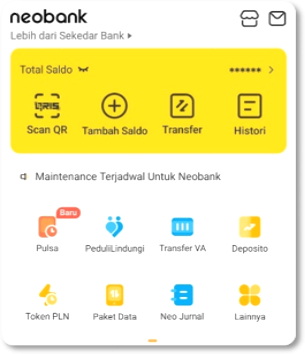 neobank
Lebih dari Sekedar Bank
Total Saldo
••••••
QRIS
Scan QR
Tambah Saldo
Transfer
Histori
Maintenance Terjadwal Untuk Neobank
Baru
Pulsa
PeduliLindungi
Transfer VA
Deposito
Token PLN
Paket Data
Neo Jurnal
Lainnya